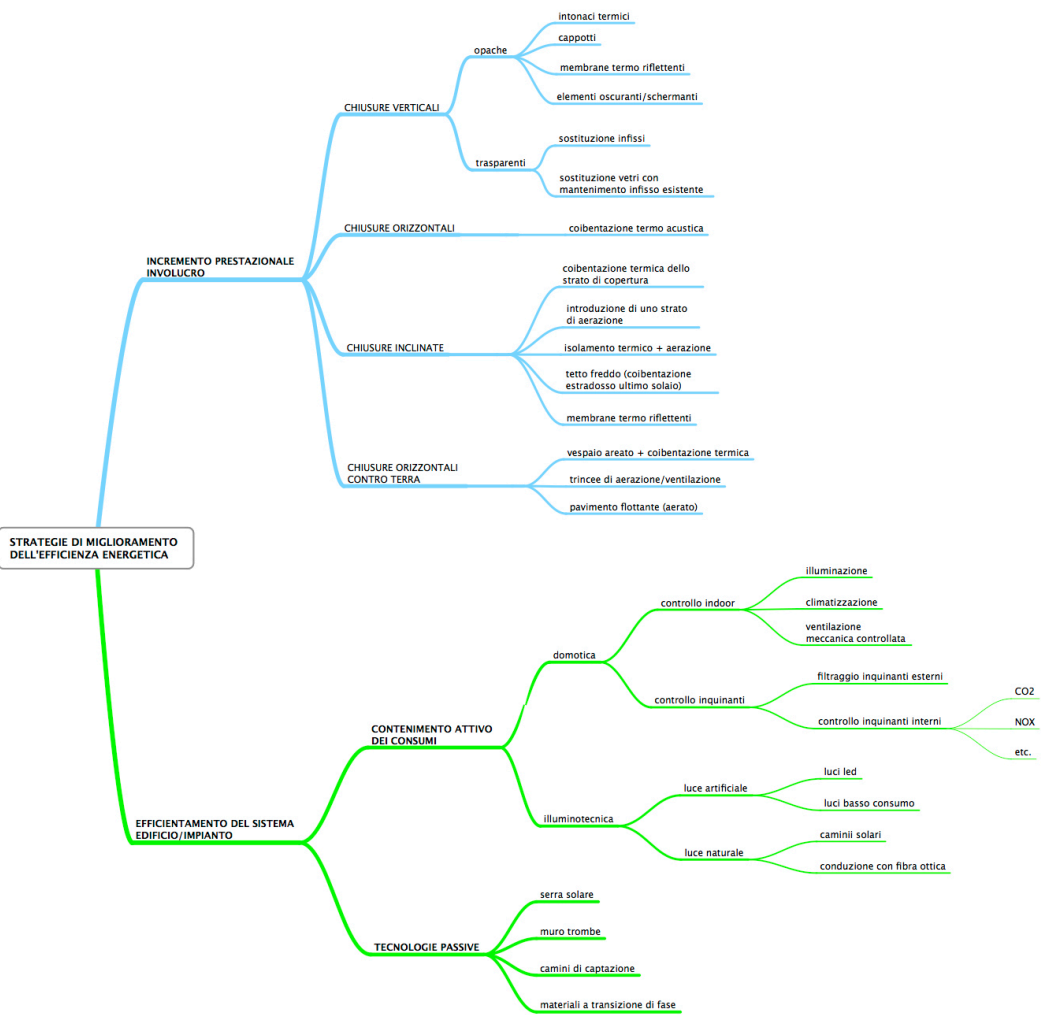 intonaci termici
cappotti
opache
membrane termo riflettenti
elementi oscuranti/schermanti
CHIUSURE VERTICALI
sostituzione infissi
trasparenti
sostituzione vetri con
mantenimento infisso esistente
CHIUSURE ORIZZONTALI
coibentazione termo acustica
INCREMENTO PRESTAZIONALE
INVOLUCRO
coibentazione termica dello
strato di copertura
introduzione di uno strato
di aerazione
CHIUSURE INCLINATE
isolamento termico + aerazione
tetto freddo (coibentazione
estradosso ultimo solaio)
membrane termo riflettenti
vespaio areato + coibentazione termica
CHIUSURE ORIZZONTALI
CONTRO TERRA
trincee di aerazione/ventilazione
pavimento flottante (aerato)
STRATEGIE DI MIGLIORAMENTO
DELL'EFFICIENZA ENERGETICA
illuminazione
controllo indoor
climatizzazione
ventilazione
meccanica controllata
domotica
filtraggio inquinanti esterni
controllo inquinanti
controllo inquinanti interni
CO2
NOX
etc.
CONTENIMENTO ATTIVO
DEI CONSUMI
luci led
luce artificiale
luci basso consumo
illuminotecnica
caminii solari
luce naturale
conduzione con fibra ottica
EFFICIENTAMENTO DEL SISTEMA
EDIFICIO/IMPIANTO
serra solare
muro trombe
TECNOLOGIE PASSIVE
camini di captazione
materiali a transizione di fase